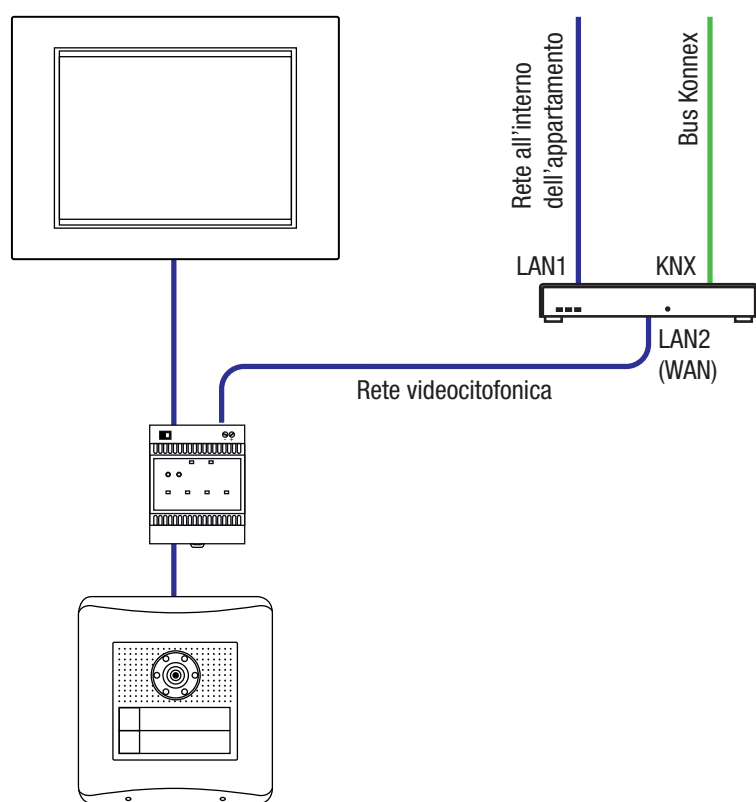 Rete all’interno
dell’appartamento
Bus Konnex
LAN1
KNX
LAN2
(WAN)
Rete videocitofonica